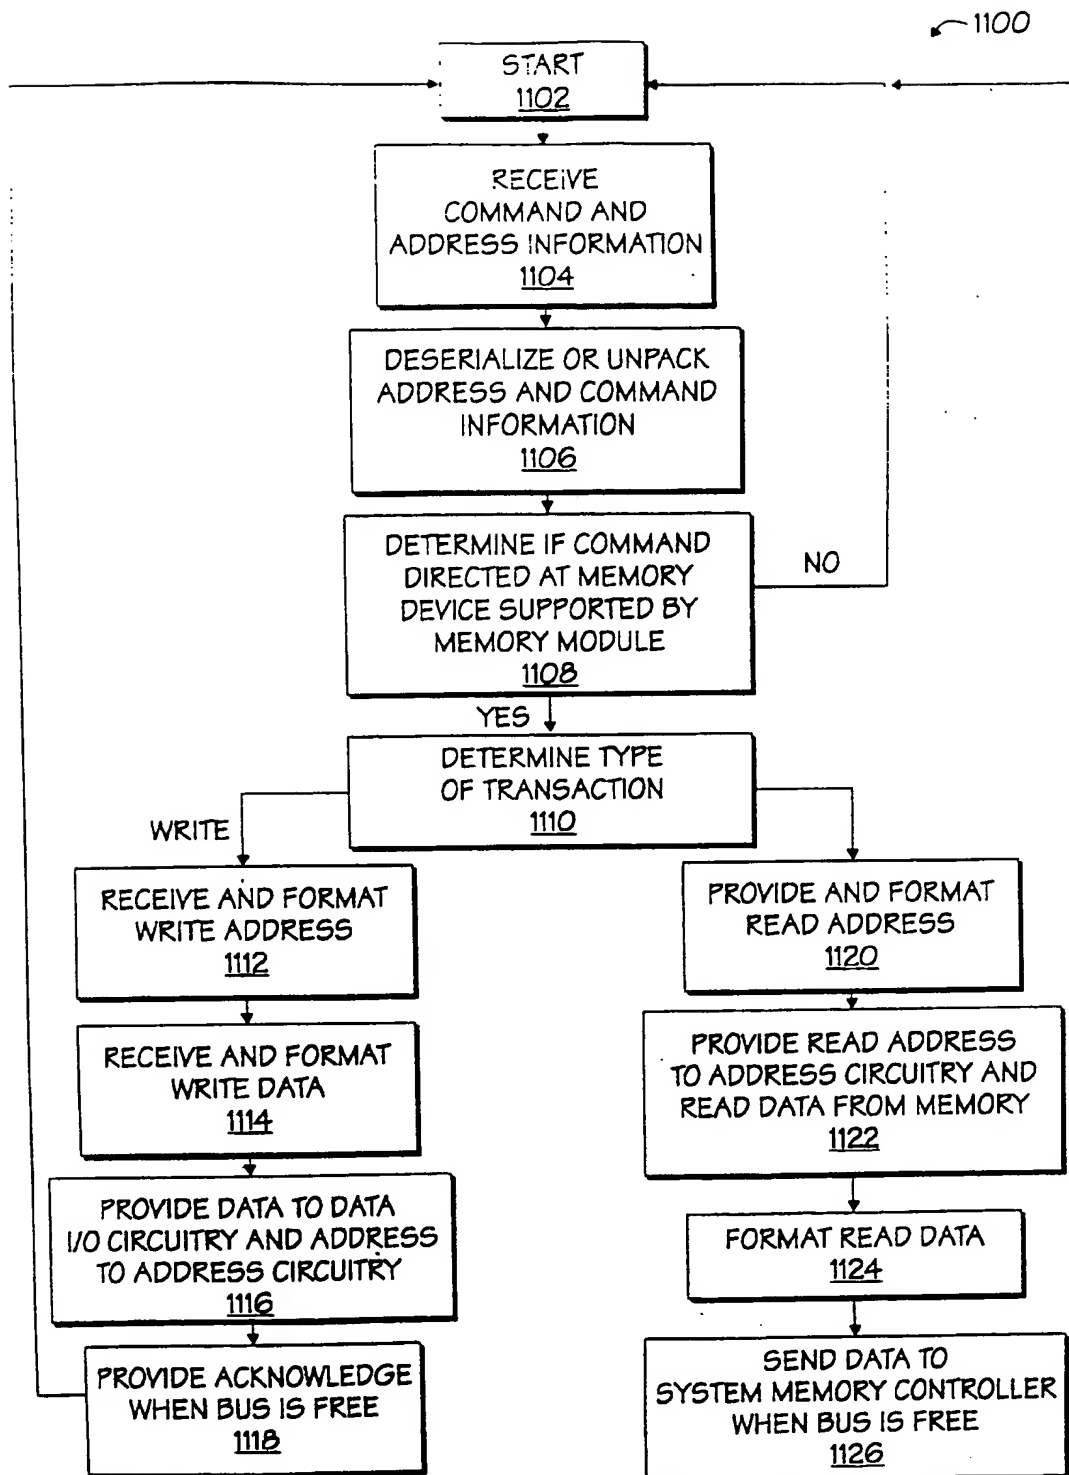 1100
START
1102
RECEIVE
COMMAND AND
ADDRESS INFORMATION
1104
DESERIALIZE OR UNPACK
ADDRESS AND COMMAND
INFORMATION
1106
DETERMINE IF COMMAND
DIRECTED AT MEMORY
DEVICE SUPPORTED BY
MEMORY MODULE
1108
NO
YES
DETERMINE TYPE
OF TRANSACTION
1110
WRITE
RECEIVE AND FORMAT
WRITE ADDRESS
1112
RECEIVE AND FORMAT
WRITE DATA
1114
PROVIDE DATA TO DATA
I/O CIRCUITRY AND ADDRESS
TO ADDRESS CIRCUITRY
1116
PROVIDE ACKNOWLEDGE
WHEN BUS IS FREE
1118
PROVIDE AND FORMAT
READ ADDRESS
1120
PROVIDE READ ADDRESS
TO ADDRESS CIRCUITRY AND
READ DATA FROM MEMORY
1122
FORMAT READ DATA
1124
SEND DATA TO
SYSTEM MEMORY CONTROLLER
WHEN BUS IS FREE
1126